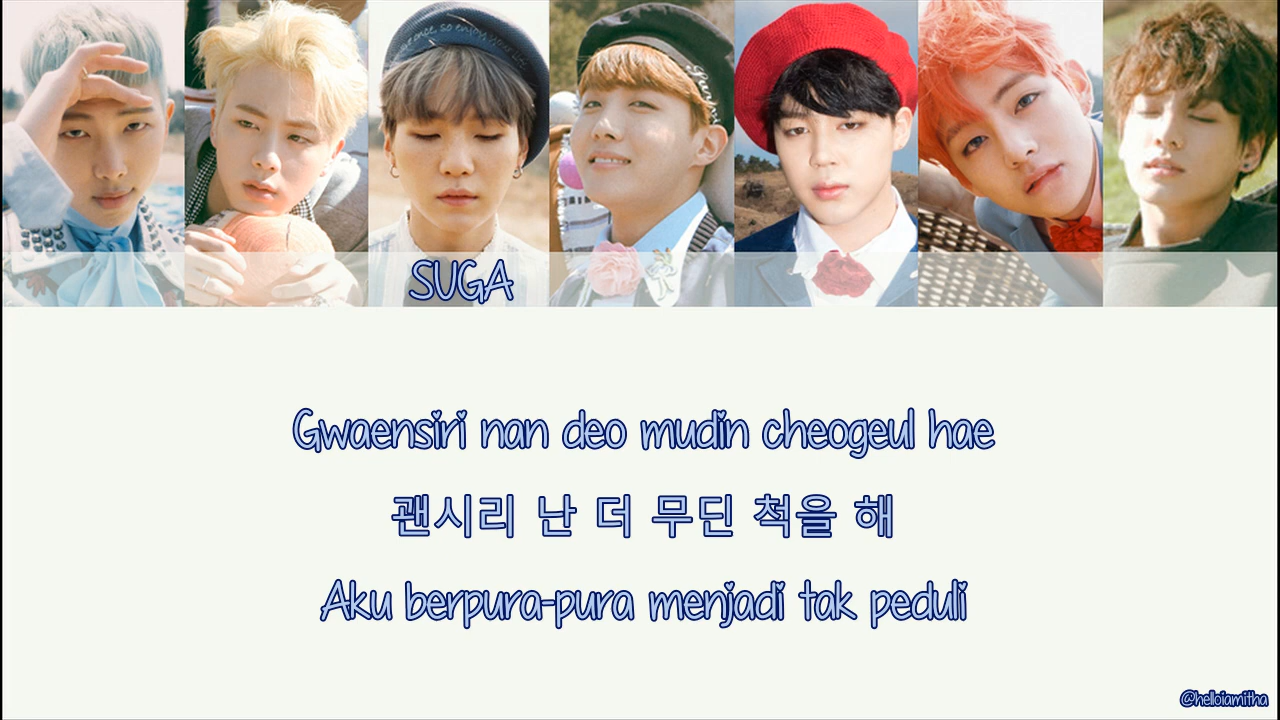 SUGA
Gwaensiri nan deo mudin cheogeul hae
괜시리 난 더 무딘 척을 해
Aku berpura-pura menjadi tak peduli
@helloiamitha